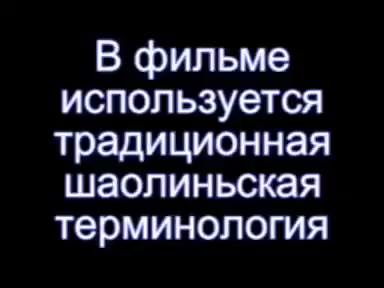 В фильме
используется
традиционная
шаолиньская
терминология